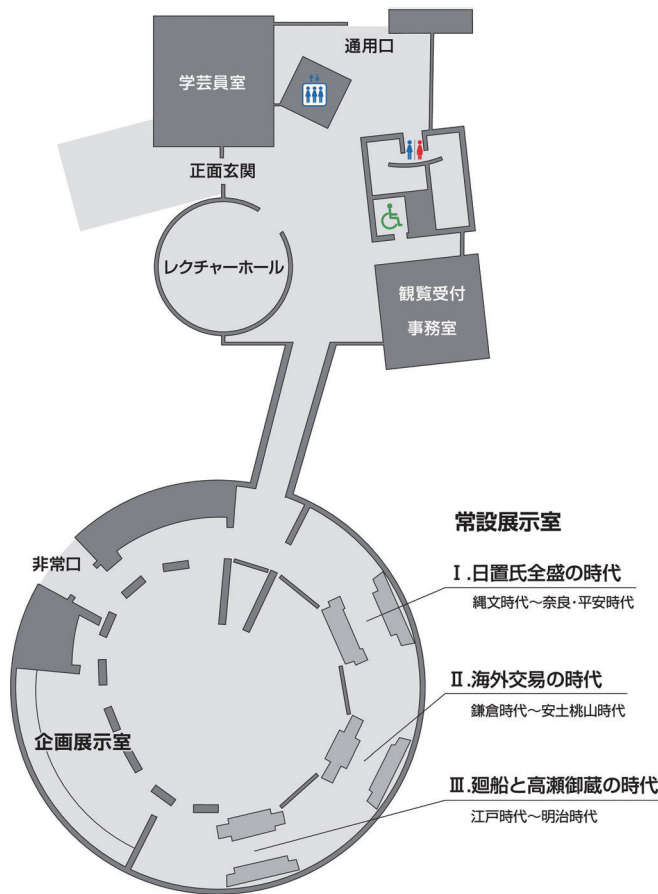 通用口
学芸員室
正面玄関
レクチャーホール
観覧受付
事務室
非常口
企画展示室
常設展示室
Ⅰ.日置氏全盛の時代
縄文時代～奈良・平安時代
Ⅱ.海外交易の時代
鎌倉時代～安土桃山時代
Ⅲ.廻船と高瀬御蔵の時代
江戸時代～明治時代